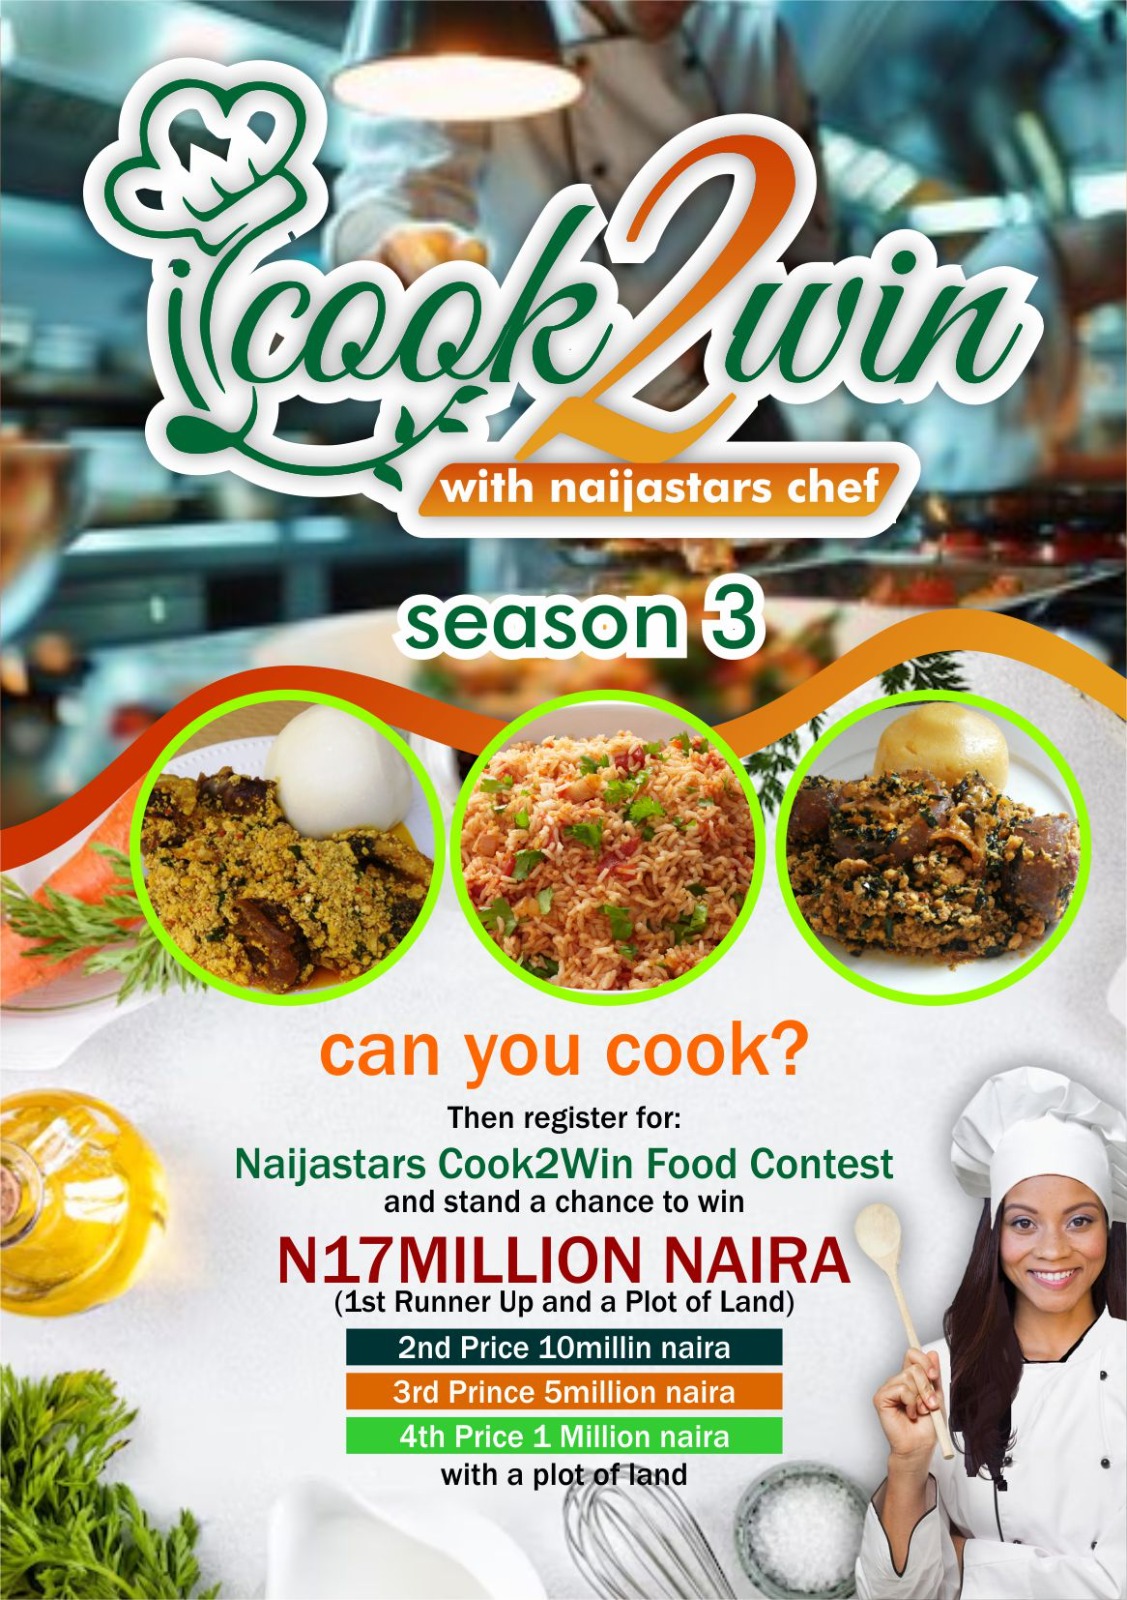 icook2win
with naijastars chef
season 3
can you cook?
Then register for:
Naijastars Cook2Win Food Contest
and stand a chance to win
N17MILLION NAIRA
(1st Runner Up and a Plot of Land)
2nd Price 10millin naira
3rd Prince 5million naira
4th Price 1 Million naira
with a plot of land